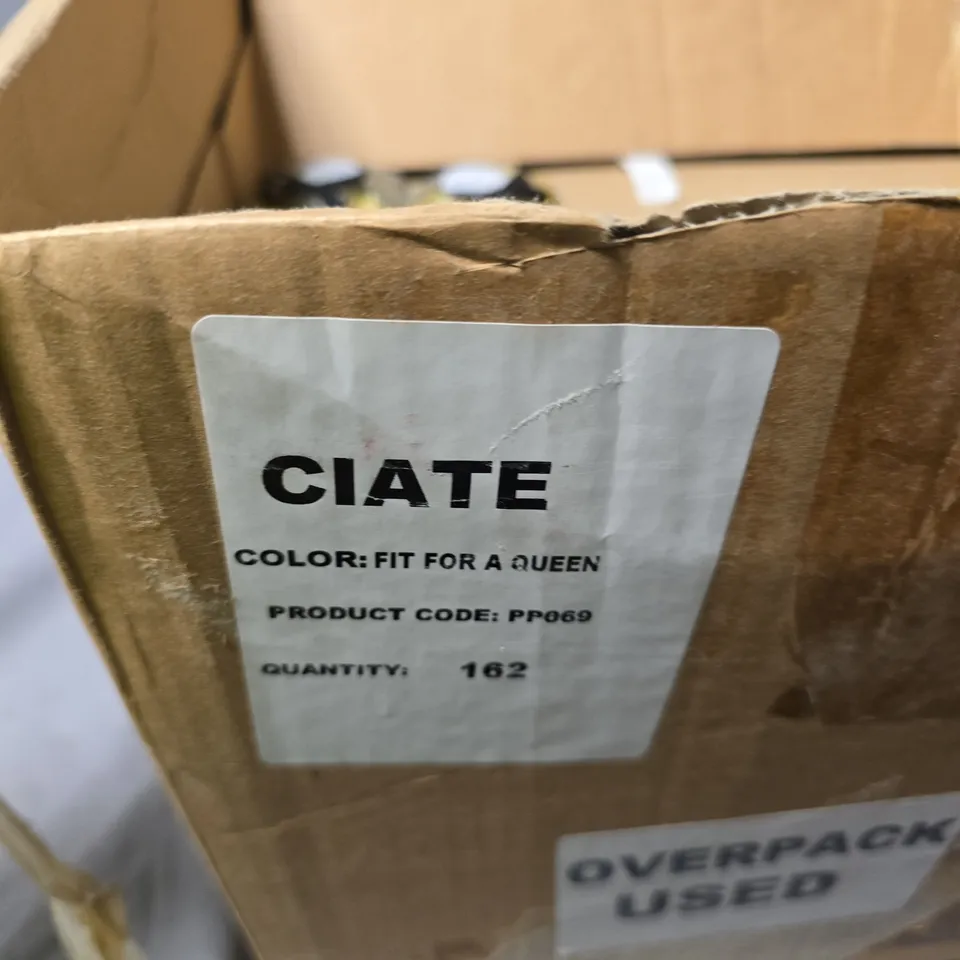 CIATE
COLOR: FIT FOR A QUEEN
PRODUCT CODE: PP069
QUANTITY: 162
OVERPACK
USED